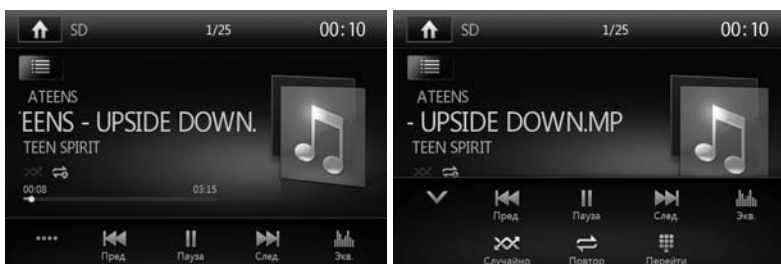 SD 1/25 00:10
ATEENS
TEENS - UPSIDE DOWN.
TEEN SPIRIT
00:08 03:15
Пред. Пауза След. Экв.
SD 1/25 00:10
ATEENS
- UPSIDE DOWN.MP
TEEN SPIRIT
Пред. Пауза След. Экв.
Случайно Повтор Перейти